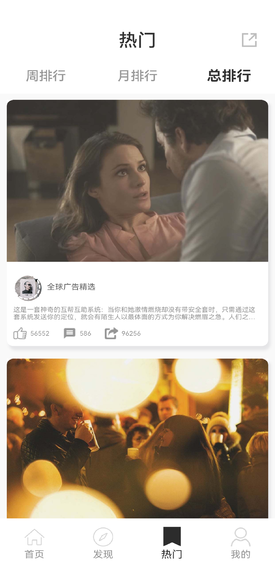 热门
周排行 月排行 总排行
全球广告精选
这是一套神奇的互帮互助系统：当你和她激情燃烧却没有带安全套时，只需通过这
套系统发送你的定位，就会有陌生人以最体面的方式为你解决燃眉之急。人们之...
56552 586 96256
首页 发现 热门 我的